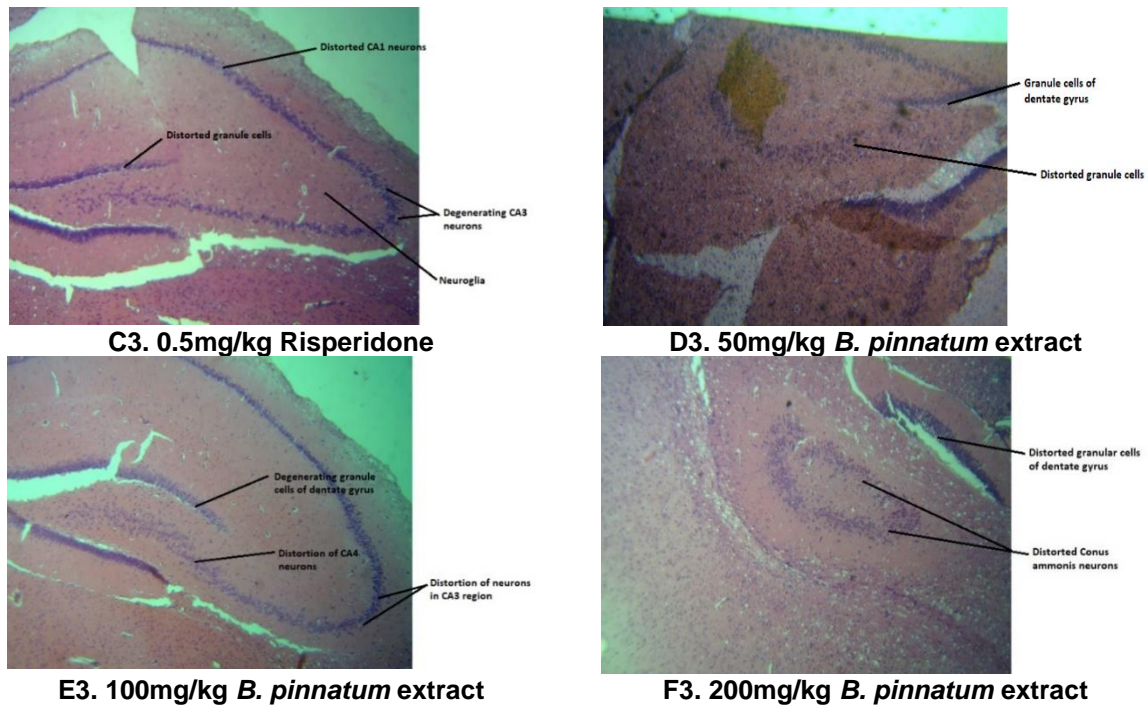 Distorted CA1 neurons
Distorted granule cells
Degenerating CA3
neurons
Neuroglia
C3. 0.5mg/kg Risperidone
Granule cells of
dentate gyrus
Distorted granule cells
D3. 50mg/kg B. pinnatum extract
Degenerating granule
cells of dentate gyrus
Distortion of CA4
neurons
Distortion of neurons
in CA3 region
E3. 100mg/kg B. pinnatum extract
Distorted granular cells
of dentate gyrus
Distorted Conus
ammonis neurons
F3. 200mg/kg B. pinnatum extract